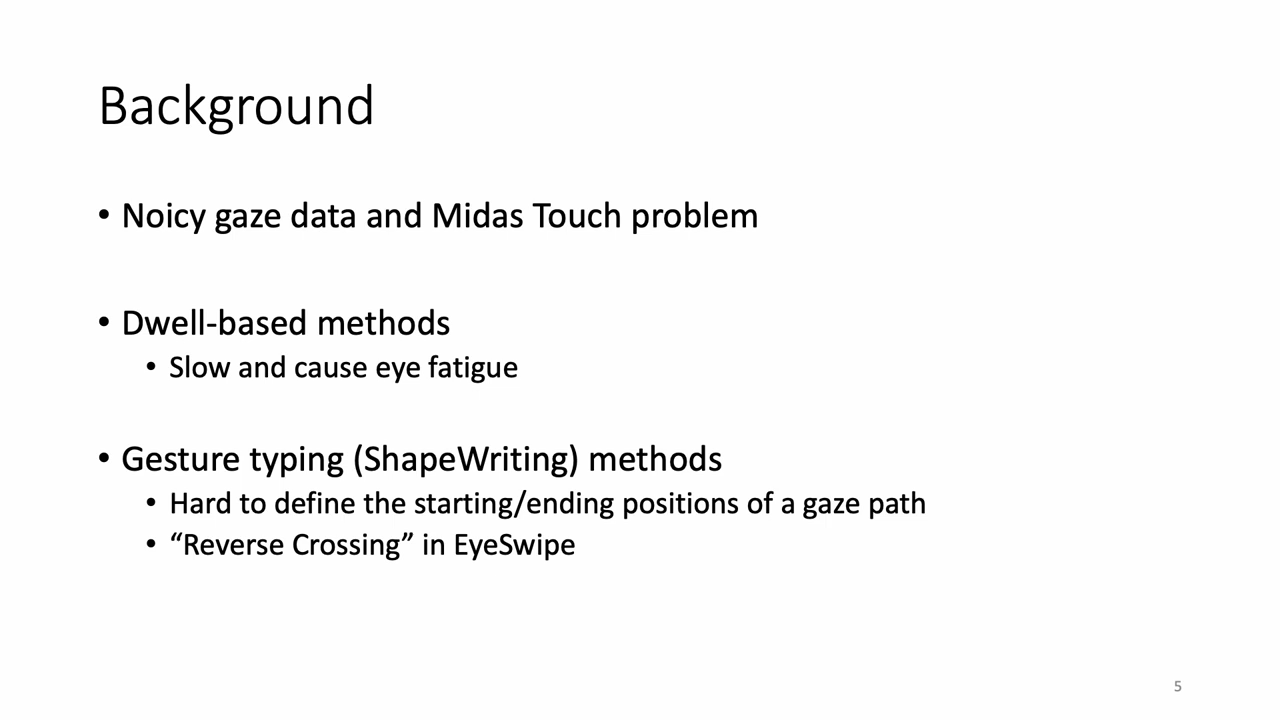 Background
• Noicy gaze data and Midas Touch problem
• Dwell-based methods
• Slow and cause eye fatigue
• Gesture typing (ShapeWriting) methods
• Hard to define the starting/ending positions of a gaze path
• “Reverse Crossing” in EyeSwipe
5